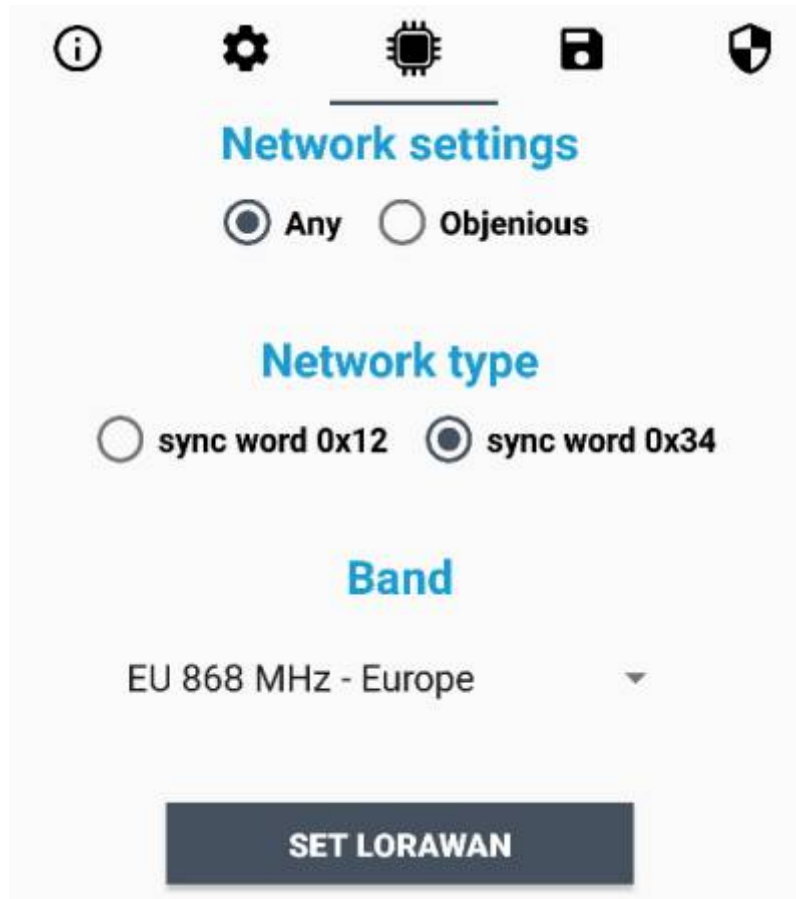 Network settings
Any Objenious
Network type
sync word 0x12 sync word 0x34
Band
EU 868 MHz - Europe
SET LORAWAN